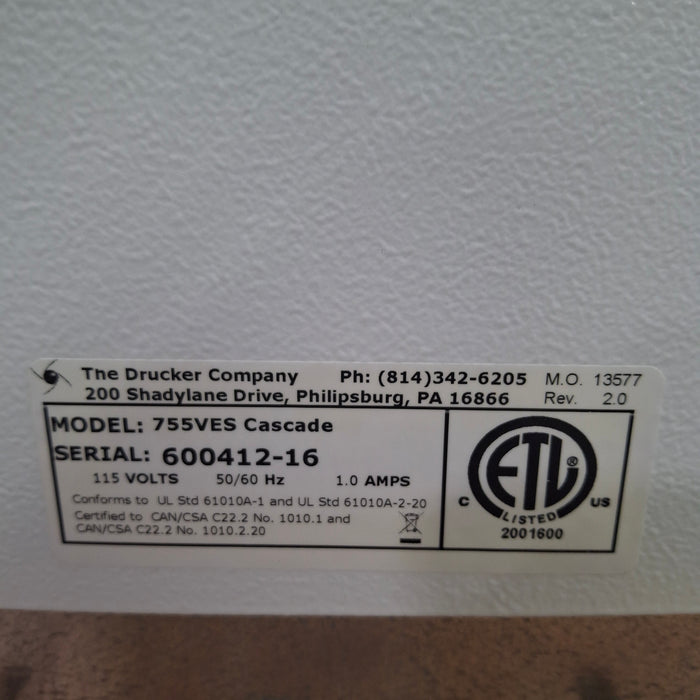 The Drucker Company Ph: (814)342-6205 M.O. 13577
200 Shadylane Drive, Philipsburg, PA 16866 Rev. 2.0
MODEL: 755VES Cascade
SERIAL: 600412-16
115 VOLTS 50/60 Hz 1.0 AMPS
Conforms to UL Std 61010A-1 and UL Std 61010A-2-20
Certified to CAN/CSA C22.2 No. 1010.1 and
CAN/CSA C22.2 No. 1010.2.20
ETL®
C US
LISTED
2001600